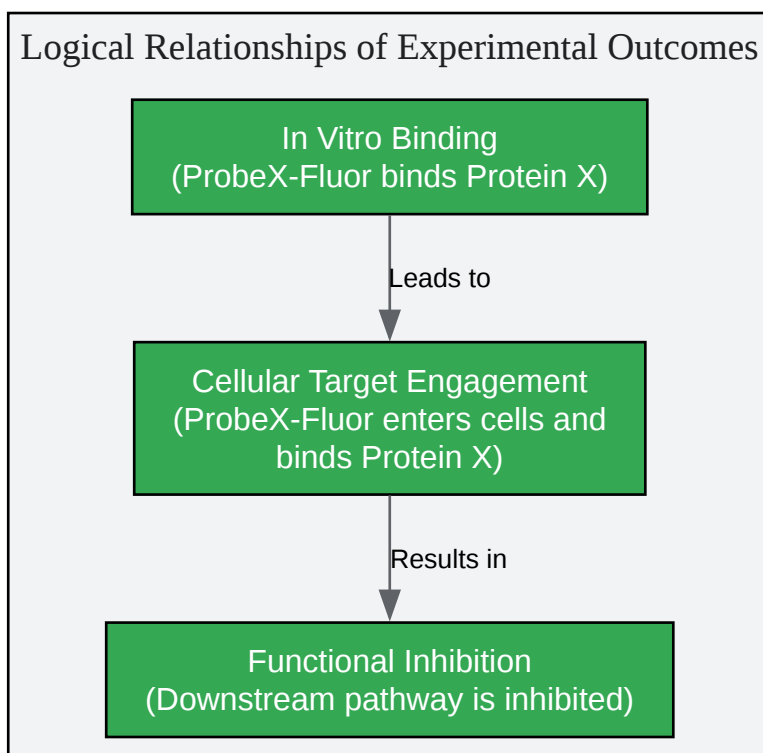 Logical Relationships of Experimental Outcomes
In Vitro Binding
(ProbeX-Fluor binds Protein X)
Leads to
Cellular Target Engagement
(ProbeX-Fluor enters cells and
binds Protein X)
Results in
Functional Inhibition
(Downstream pathway is inhibited)